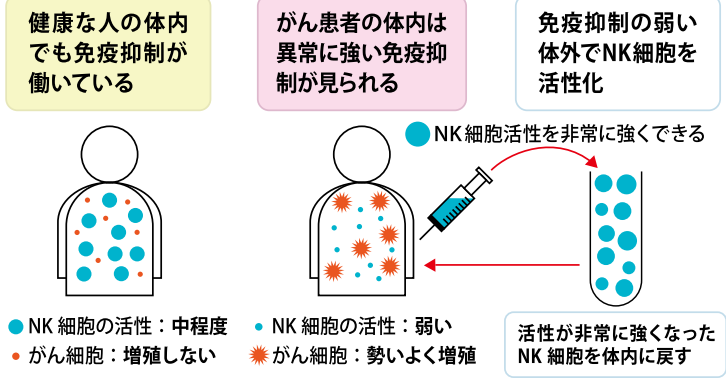 健康な人の体内
でも免疫抑制が
働いている
がん患者の体内は
異常に強い免疫抑
制が見られる
免疫抑制の弱い
体外でNK細胞を
活性化
NK細胞活性を非常に強くできる
NK細胞の活性：中程度
がん細胞：増殖しない
NK細胞の活性：弱い
がん細胞：勢いよく増殖
活性が非常に強くなった
NK細胞を体内に戻す